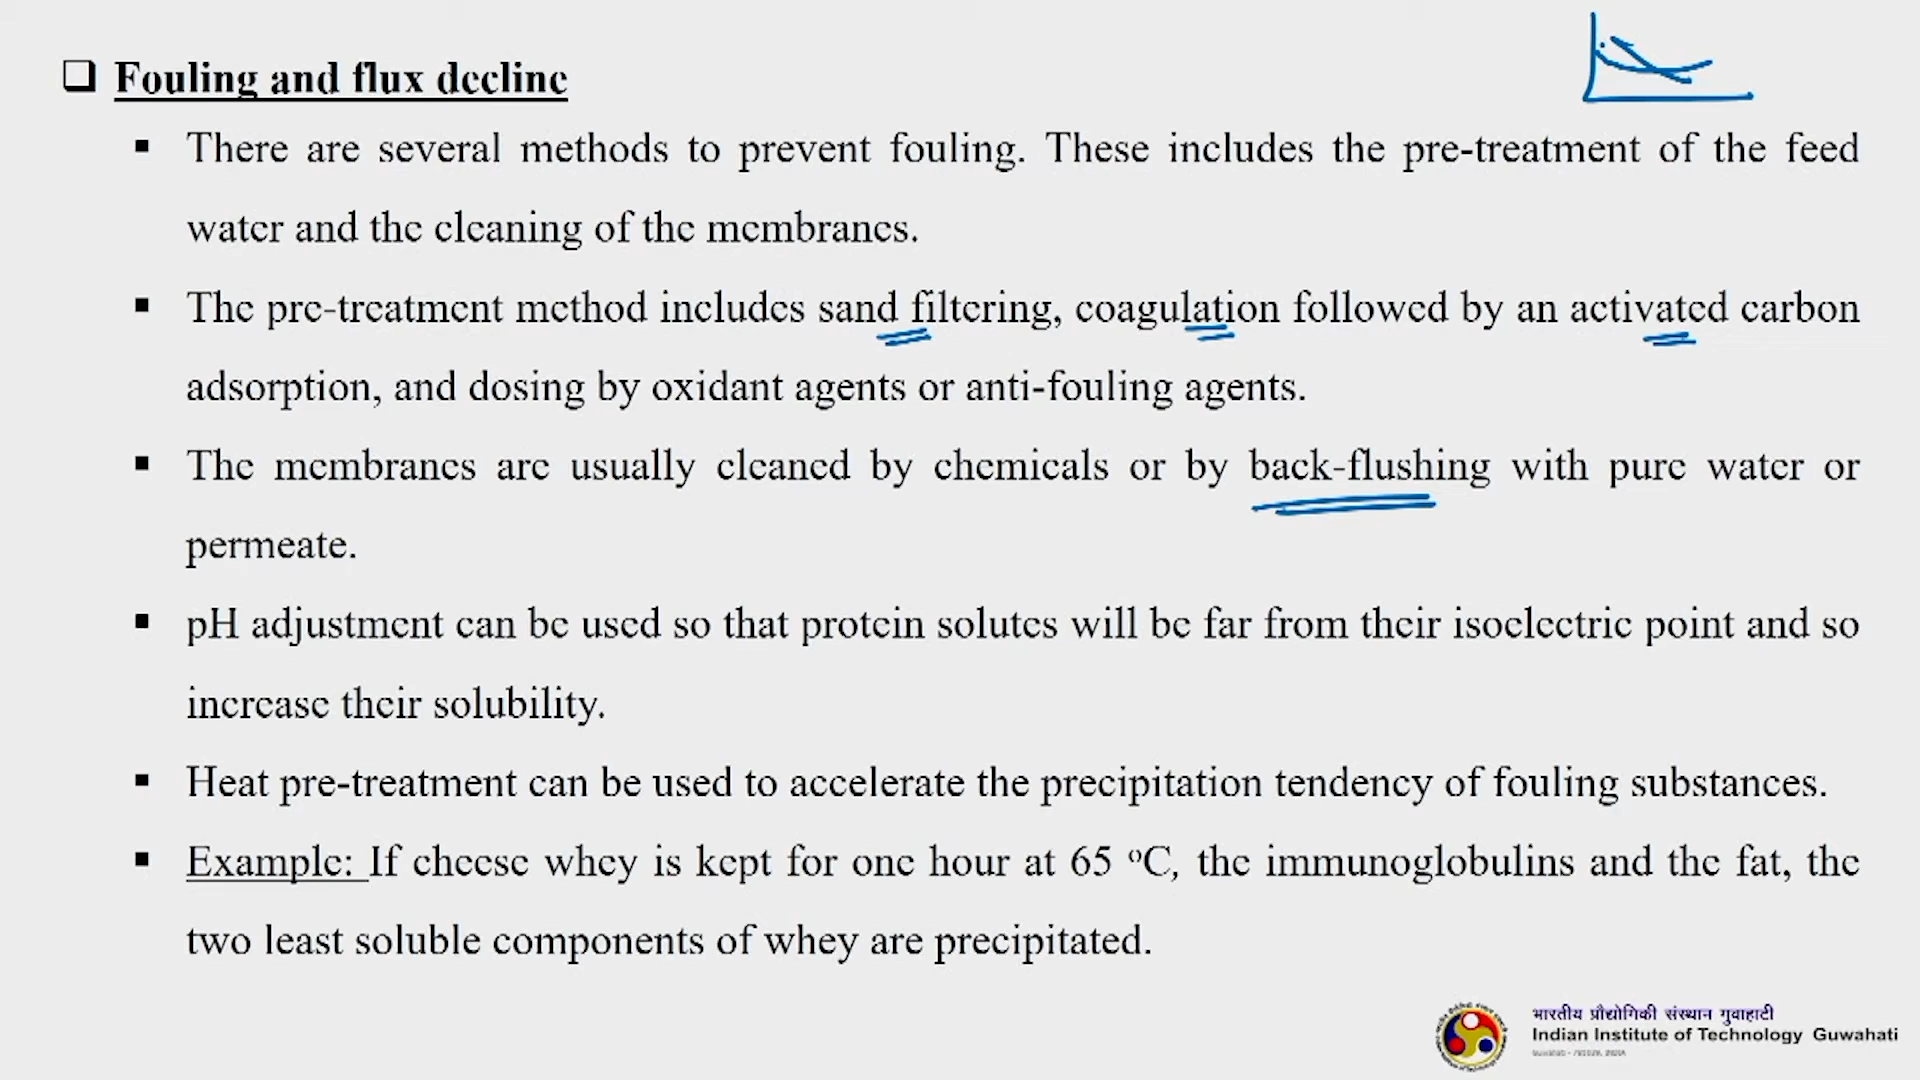 Fouling and flux decline
There are several methods to prevent fouling. These includes the pre-treatment of the feed
water and the cleaning of the membranes.
The pre-treatment method includes sand filtering, coagulation followed by an activated carbon
adsorption, and dosing by oxidant agents or anti-fouling agents.
The membranes are usually cleaned by chemicals or by back-flushing with pure water or
permeate.
pH adjustment can be used so that protein solutes will be far from their isoelectric point and so
increase their solubility.
Heat pre-treatment can be used to accelerate the precipitation tendency of fouling substances.
Example: If cheese whey is kept for one hour at 65 °C, the immunoglobulins and the fat, the
two least soluble components of whey are precipitated.
भारतीय प्रौद्योगिकी संस्थान गुवाहाटी
Indian Institute of Technology Guwahati